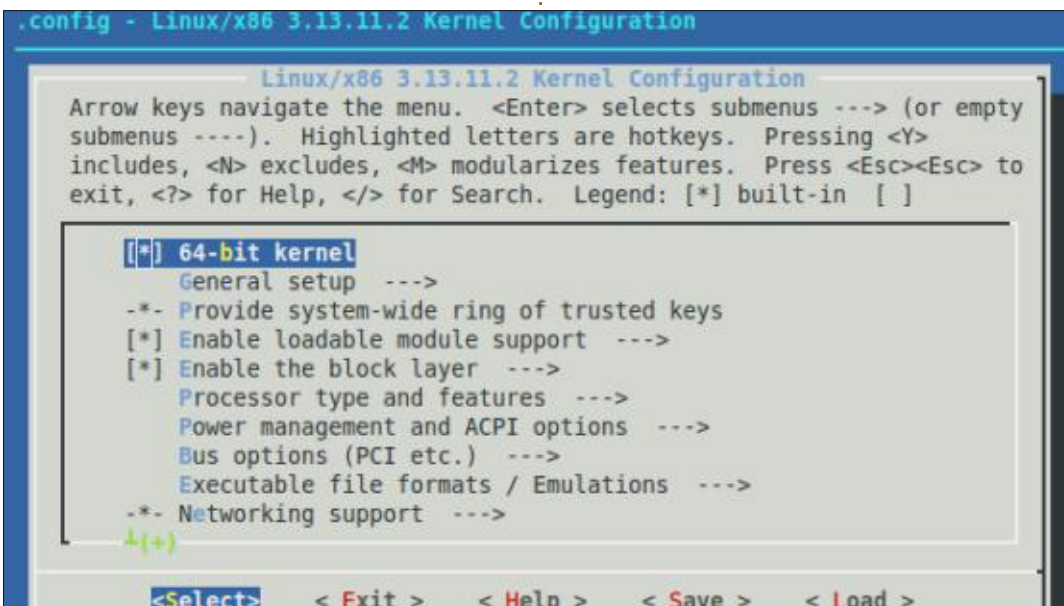 .config - Linux/x86 3.13.11.2 Kernel Configuration
Linux/x86 3.13.11.2 Kernel Configuration
Arrow keys navigate the menu.  <Enter> selects submenus ---> (or empty
submenus ----).  Highlighted letters are hotkeys.  Pressing <Y>
includes, <N> excludes, <M> modularizes features.  Press <Esc><Esc> to
exit, <?> for Help, </> for Search.  Legend: [*] built-in  [ ]
[*] 64-bit kernel
General setup  --->
-*- Provide system-wide ring of trusted keys
[*] Enable loadable module support  --->
[*] Enable the block layer  --->
Processor type and features  --->
Power management and ACPI options  --->
Bus options (PCI etc.)  --->
Executable file formats / Emulations  --->
-*- Networking support  --->
┴(+)
<Select>    < Exit >    < Help >    < Save >    < Load >